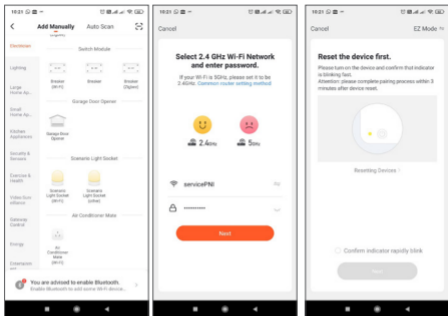 10:21
Add Manually Auto Scan
Electrician
Switch Module
Lighting
Breaker
(Wi-Fi)
Breaker
Breaker
(Zigbee)
Large
Home Ap...
Garage Door Opener
Small
Home Ap...
Kitchen
Appliances
Garage Door
Opener
Security &
Sensors
Scenario Light Socket
Exercise &
Health
Scenario
Light Socket
(Wi-Fi)
Scenario
Light Socket
Gateway
Control
Air Conditioner Mate
Energy
Air
Conditioner
Mate
(Wi-Fi)
You are advised to enable Bluetooth.
Enable Bluetooth to add some Wi-Fi device...
10:21
Cancel
Select 2.4 GHz Wi-Fi Network
and enter password.
If your Wi-Fi is 5GHz, please set it to be
2.4GHz. Common router setting method
2.4GHz
5GHz
servicePNI
Next
10:21
Cancel
EZ Mode
Reset the device first.
Please turn on the device and confirm that indicator
is blinking fast.
Attention: please complete pairing process within 3
minutes after device reset.
Resetting Devices
Confirm indicator rapidly blink
Next